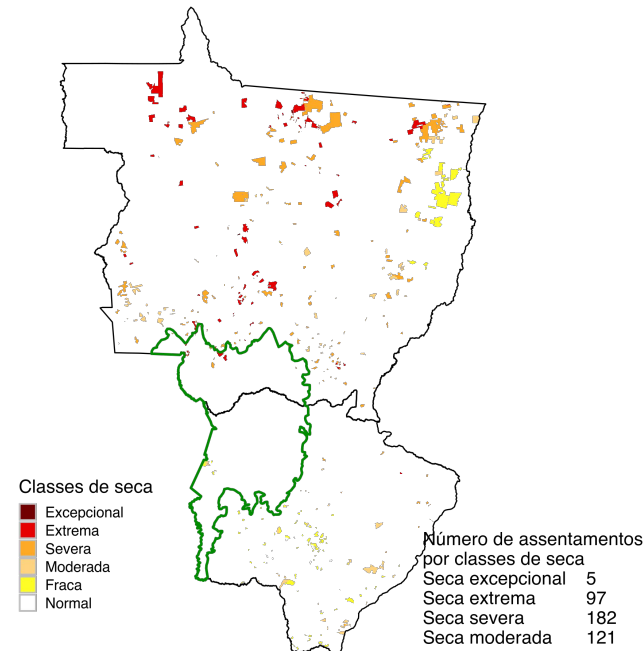 Classes de seca
Excepcional
Extrema
Severa
Moderada
Fraca
Normal
Número de assentamentos
por classes de seca
Seca excepcional 5
Seca extrema 97
Seca severa 182
Seca moderada 121